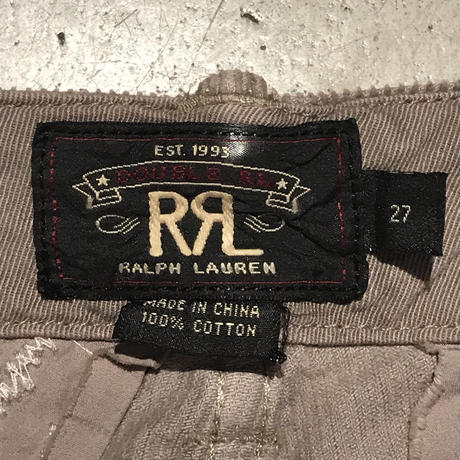 EST. 1993
DOUBLE RL
RRL
RALPH LAUREN
27
MADE IN CHINA
100% COTTON